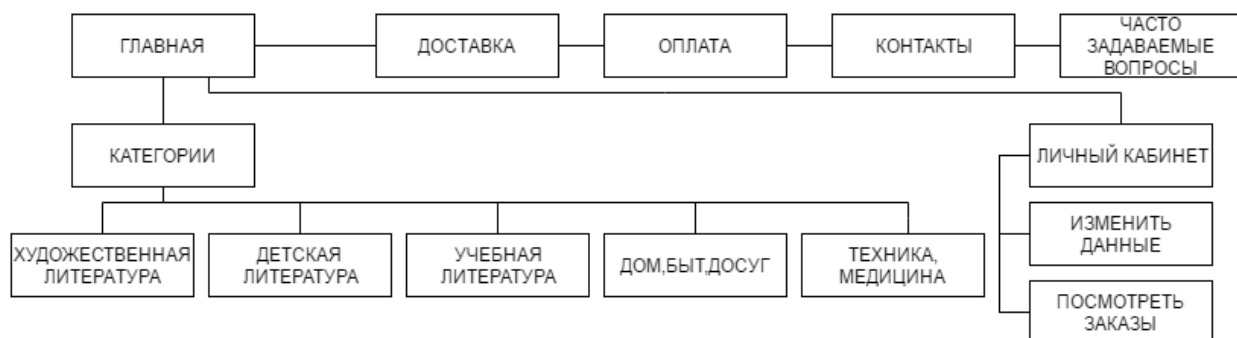 ГЛАВНАЯ
ДОСТАВКА
ОПЛАТА
КОНТАКТЫ
ЧАСТО
ЗАДАВАЕМЫЕ
ВОПРОСЫ
КАТЕГОРИИ
ЛИЧНЫЙ КАБИНЕТ
ХУДОЖЕСТВЕННАЯ
ЛИТЕРАТУРА
ДЕТСКАЯ
ЛИТЕРАТУРА
УЧЕБНАЯ
ЛИТЕРАТУРА
ДОМ,БЫТ,ДОСУГ
ТЕХНИКА,
МЕДИЦИНА
ИЗМЕНИТЬ
ДАННЫЕ
ПОСМОТРЕТЬ
ЗАКАЗЫ